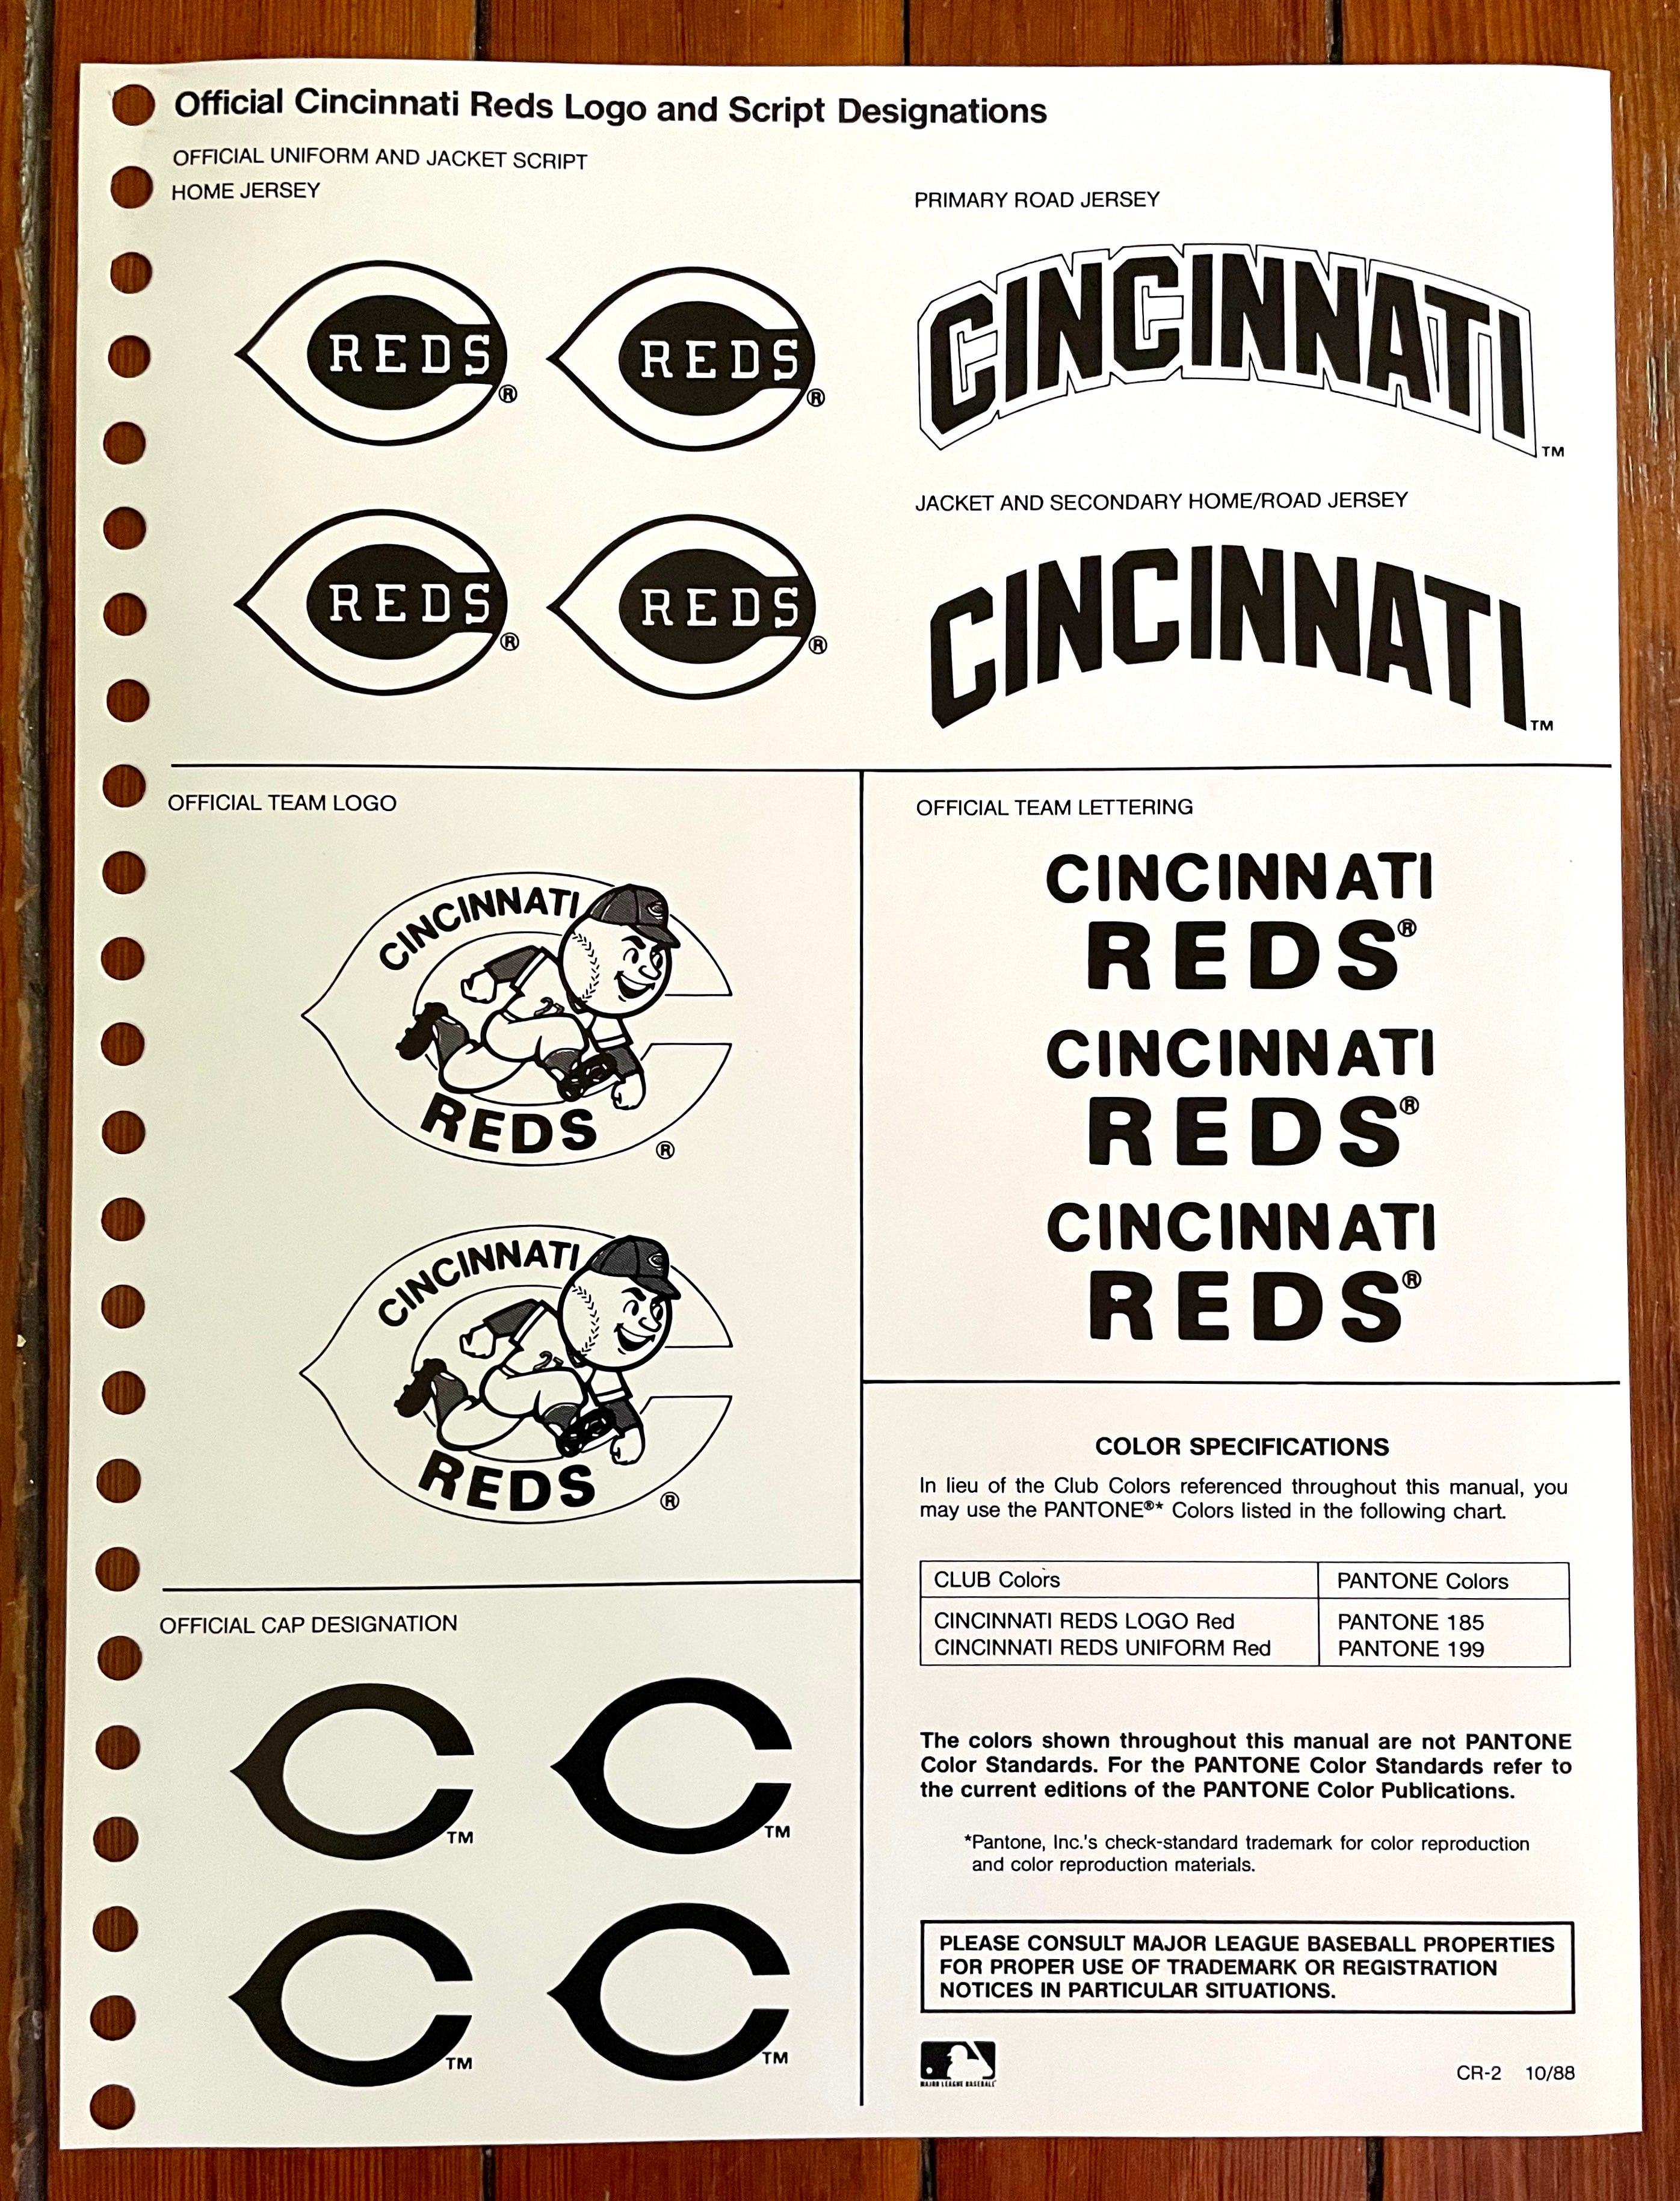 Official Cincinnati Reds Logo and Script Designations
OFFICIAL UNIFORM AND JACKET SCRIPT
HOME JERSEY
REDS®
REDS®
REDS®
REDS®
PRIMARY ROAD JERSEY
CINCINNATI™
JACKET AND SECONDARY HOME/ROAD JERSEY
CINCINNATI™
OFFICIAL TEAM LOGO
CINCINNATI
REDS®
CINCINNATI
REDS®
OFFICIAL TEAM LETTERING
CINCINNATI
REDS®
CINCINNATI
REDS®
CINCINNATI
REDS®
OFFICIAL CAP DESIGNATION
C™
C™
C™
C™
COLOR SPECIFICATIONS
In lieu of the Club Colors referenced throughout this manual, you
may use the PANTONE®* Colors listed in the following chart.
CLUB Colors PANTONE Colors
CINCINNATI REDS LOGO Red PANTONE 185
CINCINNATI REDS UNIFORM Red PANTONE 199
The colors shown throughout this manual are not PANTONE
Color Standards. For the PANTONE Color Standards refer to
the current editions of the PANTONE Color Publications.
*Pantone, Inc.'s check-standard trademark for color reproduction
and color reproduction materials.
PLEASE CONSULT MAJOR LEAGUE BASEBALL PROPERTIES
FOR PROPER USE OF TRADEMARK OR REGISTRATION
NOTICES IN PARTICULAR SITUATIONS.
MAJOR LEAGUE BASEBALL
CR-2 10/88